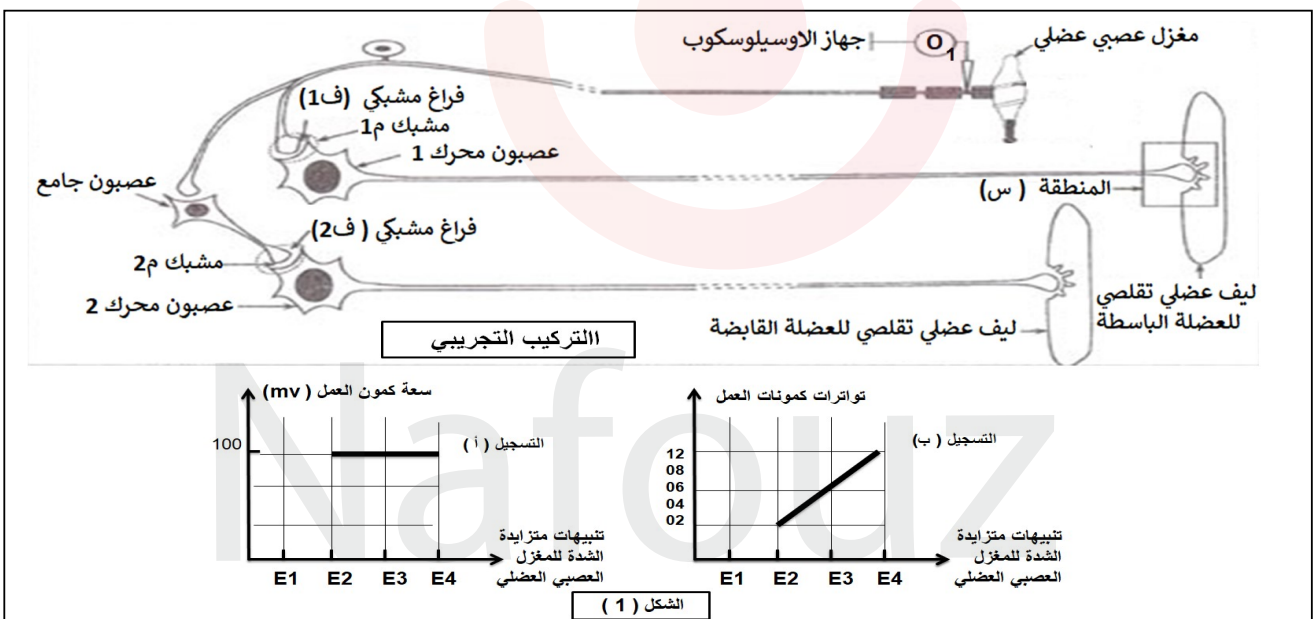 مغزل عصبي عضلي
جهاز الاوسيلوسكوب
O1
فراغ مشبكي (ف1)
مشبك م1
عصبون محرك 1
عصبون جامع
المنطقة ( س)
فراغ مشبكي ( ف2)
مشبك م2
عصبون محرك 2
ليف عضلي تقلصي
للعضلة الباسطة
ليف عضلي تقلصي للعضلة القابضة
االتركيب التجريبي
سعة كمون العمل ( mv)
التسجيل ( أ )
100
تنبيهات متزايدة
الشدة للمغزل
العصبي العضلي
E1 E2 E3 E4
تواترات كمونات العمل
التسجيل ( ب)
12
08
06
04
02
تنبيهات متزايدة
الشدة للمغزل
العصبي العضلي
E1 E2 E3 E4
الشكل ( 1 )
Nafouz